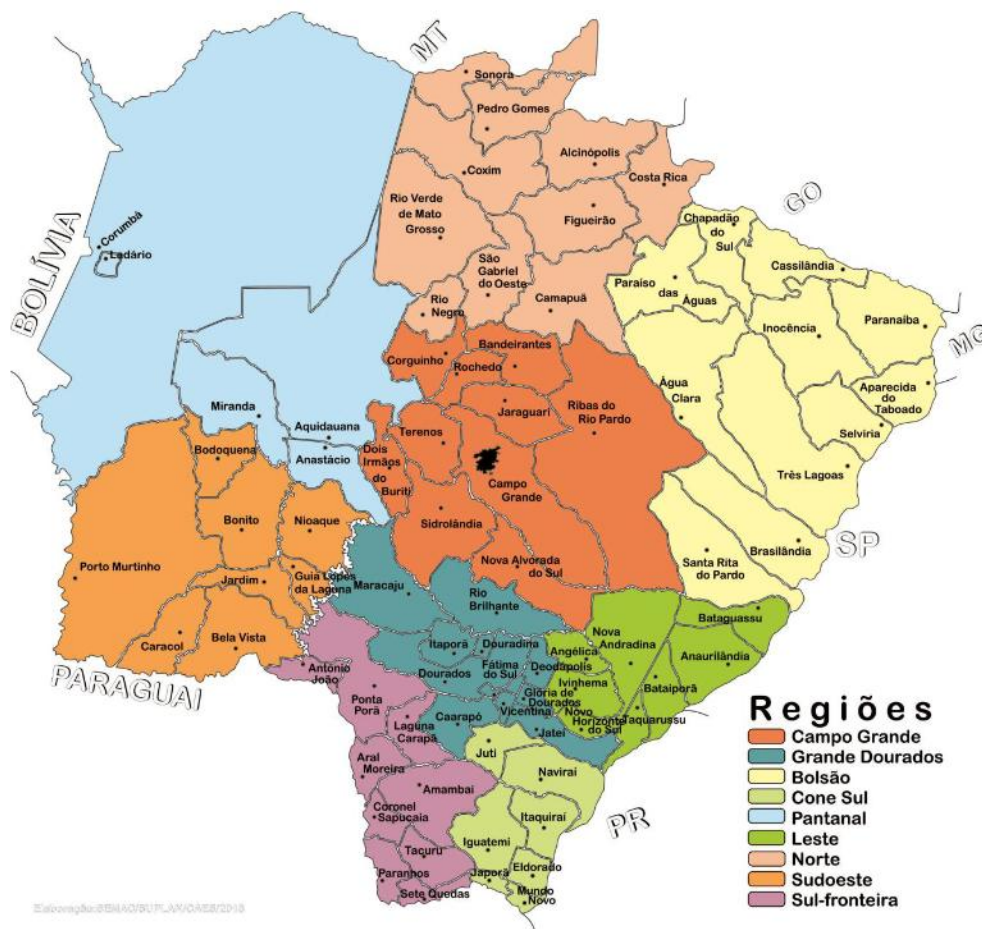 MT
Sonora
Pedro Gomes
Alcinópolis
Coxim
Costa Rica
Rio Verde
de Mato
Grosso
Figueirão
GO
Chapadão
do
Sul
BOLÍVIA
Corumbá
Ladário
São
Gabriel
do Oeste
Cassilândia
Paraíso
das Águas
Rio
Negro
Camapuã
Inocência
Paranaíba
MG
Bandeirantes
Corguinho
Rochedo
Água
Clara
Aparecida
do
Taboado
Miranda
Jaraguari
Ribas do
Rio Pardo
Selvíria
Aquidauana
Anastácio
Terenos
Dois
Irmãos
do
Buriti
Campo
Grande
Três Lagoas
Bodoquena
Bonito
Nioaque
Sidrolândia
Nova Alvorada
do Sul
Brasilândia
SP
Santa Rita
do Pardo
Porto Murtinho
Jardim
Guia Lopes
da Laguna
Maracaju
Rio
Brilhante
Caracol
Bela Vista
Bataguassu
Nova
Andradina
Anaurilândia
PARAGUAI
Antônio
João
Itaporã
Douradina
Angélica
Dourados
Fátima
do Sul
Deodápolis
Ivinhema
Batayporã
Ponta
Porã
Glória de
Dourados
Vicentina
Novo
Horizonte
do Sul
Taquarussu
Laguna
Carapã
Caarapó
Jateí
Juti
Aral
Moreira
Naviraí
Amambai
PR
Coronel
Sapucaia
Itaquiraí
Iguatemi
Tacuru
Eldorado
Paranhos
Japorã
Sete Quedas
Mundo
Novo
Regiões
Campo Grande
Grande Dourados
Bolsão
Cone Sul
Pantanal
Leste
Norte
Sudoeste
Sul-fronteira